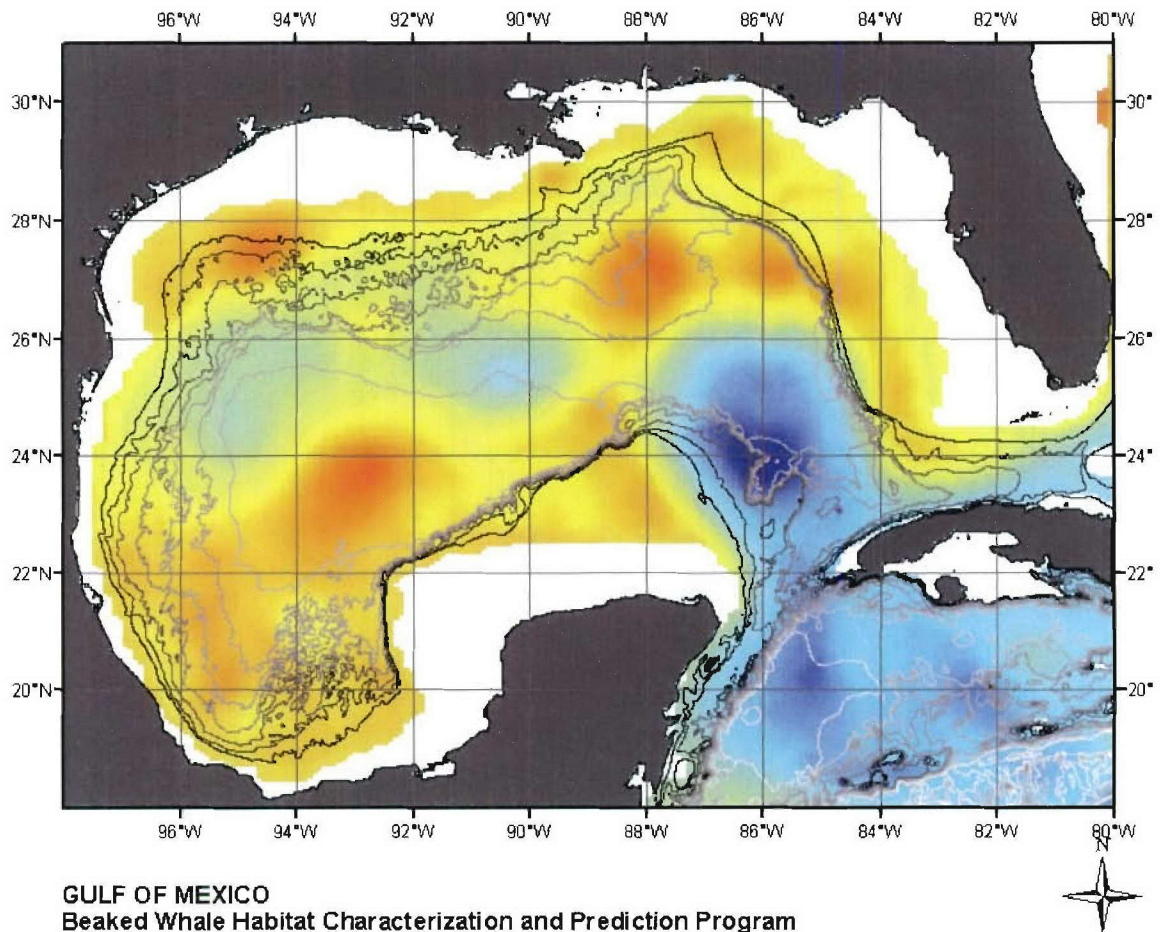 96°W 94°W 92°W 90°W 88°W 86°W 84°W 82°W 80°W
30°N 30°
28°N 28°
26°N 26°
24°N 24°
22°N 22°
20°N 20°
96°W 94°W 92°W 90°W 88°W 86°W 84°W 82°W 80°W
N
GULF OF MEXICO
Beaked Whale Habitat Characterization and Prediction Program